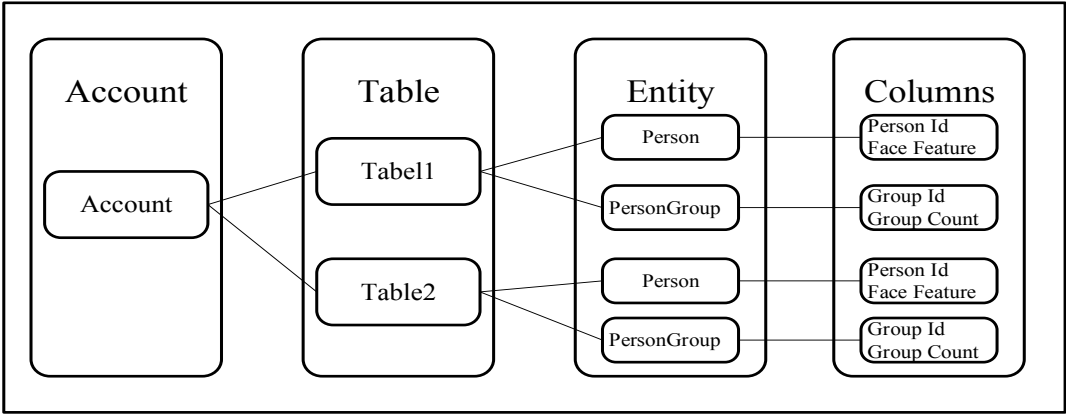 Account
Table
Entity
Columns
Account
Tabel1
Table2
Person
PersonGroup
Person
PersonGroup
Person Id
Face Feature
Group Id
Group Count
Person Id
Face Feature
Group Id
Group Count